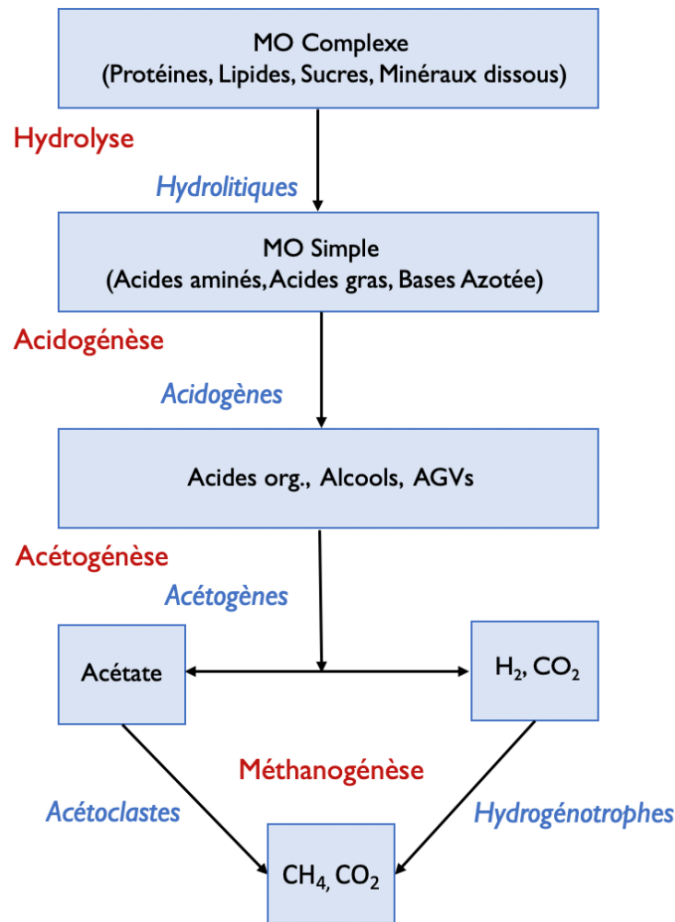 MO Complexe
(Protéines, Lipides, Sucres, Minéraux dissous)
Hydrolyse
Hydrolitiques
MO Simple
(Acides aminés, Acides gras, Bases Azotée)
Acidogénèse
Acidogènes
Acides org., Alcools, AGVs
Acétogénèse
Acétogènes
Acétate
H₂, CO₂
Méthanogénèse
Acétoclastes
Hydrogénotrophes
CH₄, CO₂